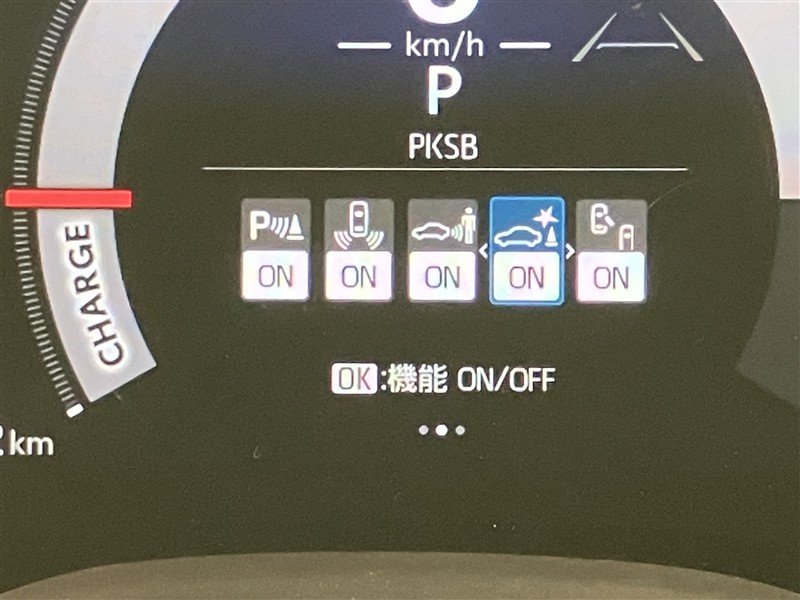 km/h
P
PKSB
P
ON ON ON ON ON
CHARGE
OK:機能 ON/OFF
km